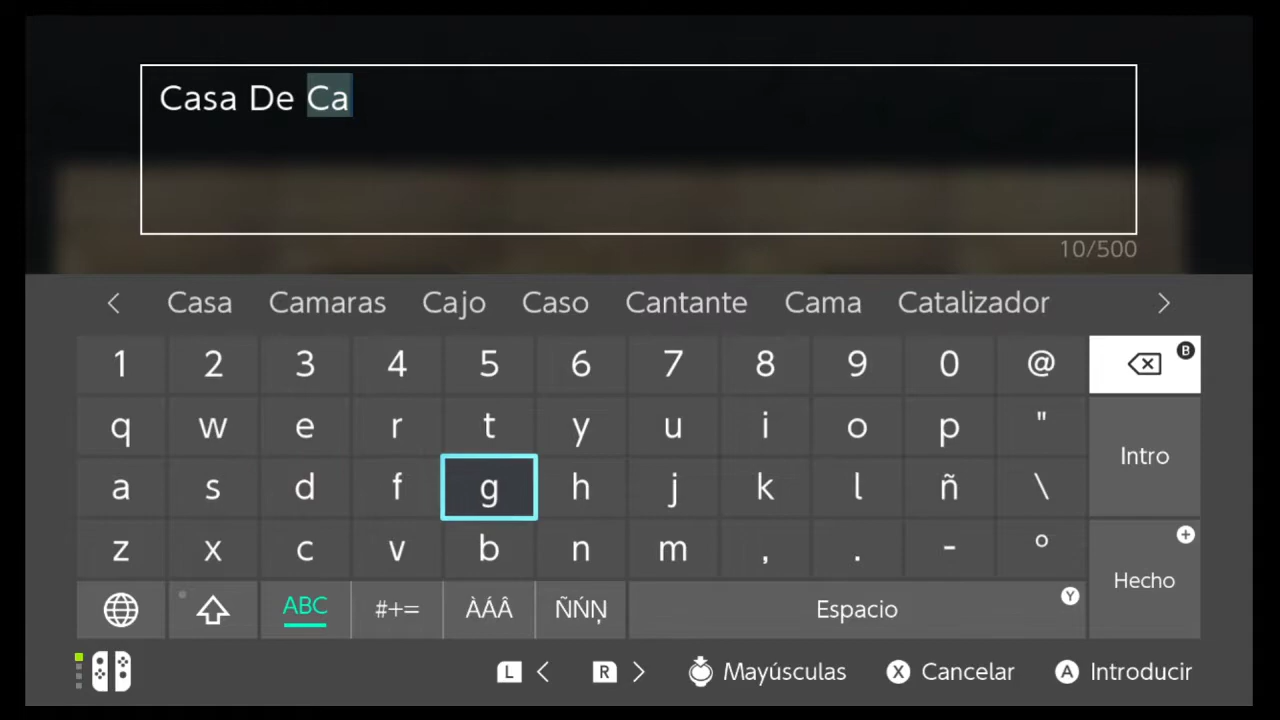 Casa De Ca
10/500
< Casa Camaras Cajo Caso Cantante Cama Catalizador >
1 2 3 4 5 6 7 8 9 0 @ B
q w e r t y u i o p "
Intro
a s d f g h j k l ñ \
z x c v b n m , . - º +
Hecho
ABC #+= ÀÁÂ ÑŃŅ Espacio Y
L < R > Mayúsculas X Cancelar A Introducir